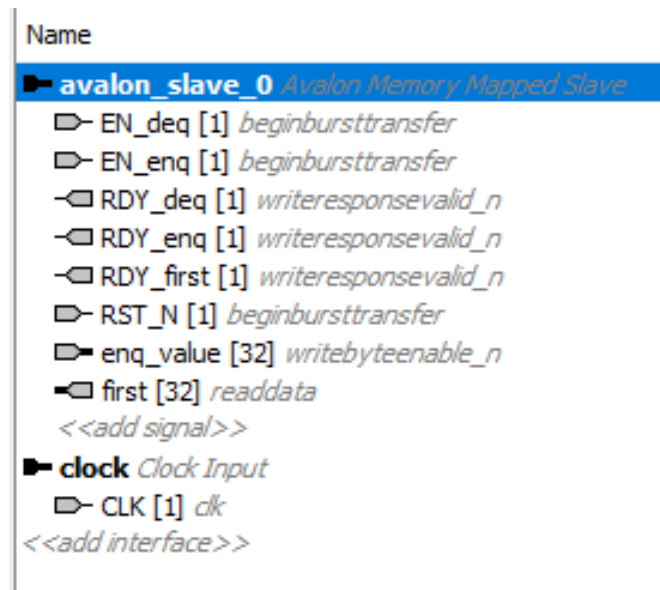 Name
avalon_slave_0 Avalon Memory Mapped Slave
EN_deq [1] beginbursttransfer
EN_enq [1] beginbursttransfer
RDY_deq [1] writeresponsevalid_n
RDY_enq [1] writeresponsevalid_n
RDY_first [1] writeresponsevalid_n
RST_N [1] beginbursttransfer
enq_value [32] writebyteenable_n
first [32] readdata
<<add signal>>
clock Clock Input
CLK [1] clk
<<add interface>>